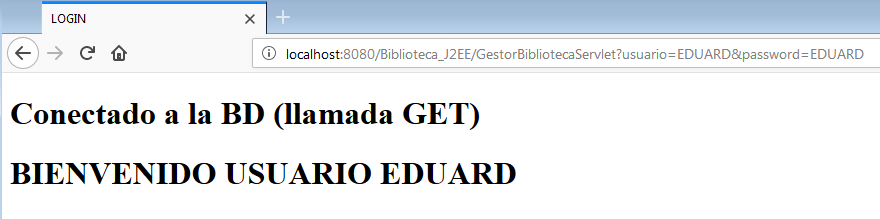 LOGIN
localhost:8080/Biblioteca_J2EE/GestorBibliotecaServlet?usuario=EDUARD&password=EDUARD
Conectado a la BD (llamada GET)
BIENVENIDO USUARIO EDUARD